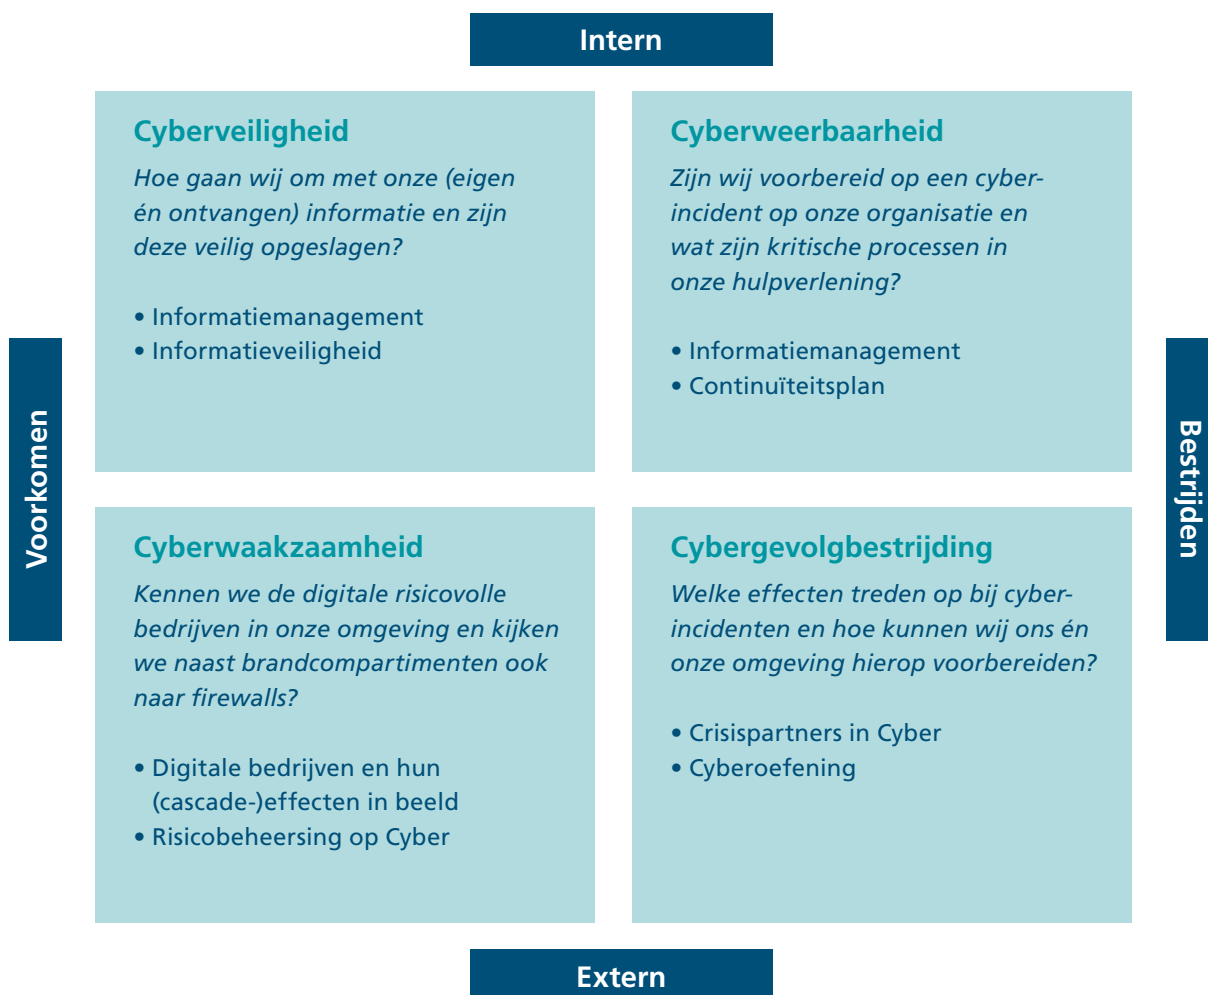 Intern
Cyberveiligheid
Hoe gaan wij om met onze (eigen
én ontvangen) informatie en zijn
deze veilig opgeslagen?
• Informatiemanagement
• Informatieveiligheid
Cyberweerbaarheid
Zijn wij voorbereid op een cyber-
incident op onze organisatie en
wat zijn kritische processen in
onze hulpverlening?
• Informatiemanagement
• Continuïteitsplan
Voorkomen
Bestrijden
Cyberwaakzaamheid
Kennen we de digitale risicovolle
bedrijven in onze omgeving en kijken
we naast brandcompartimenten ook
naar firewalls?
• Digitale bedrijven en hun
(cascade-)effecten in beeld
• Risicobeheersing op Cyber
Cybergevolgbestrijding
Welke effecten treden op bij cyber-
incidenten en hoe kunnen wij ons én
onze omgeving hierop voorbereiden?
• Crisispartners in Cyber
• Cyberoefening
Extern